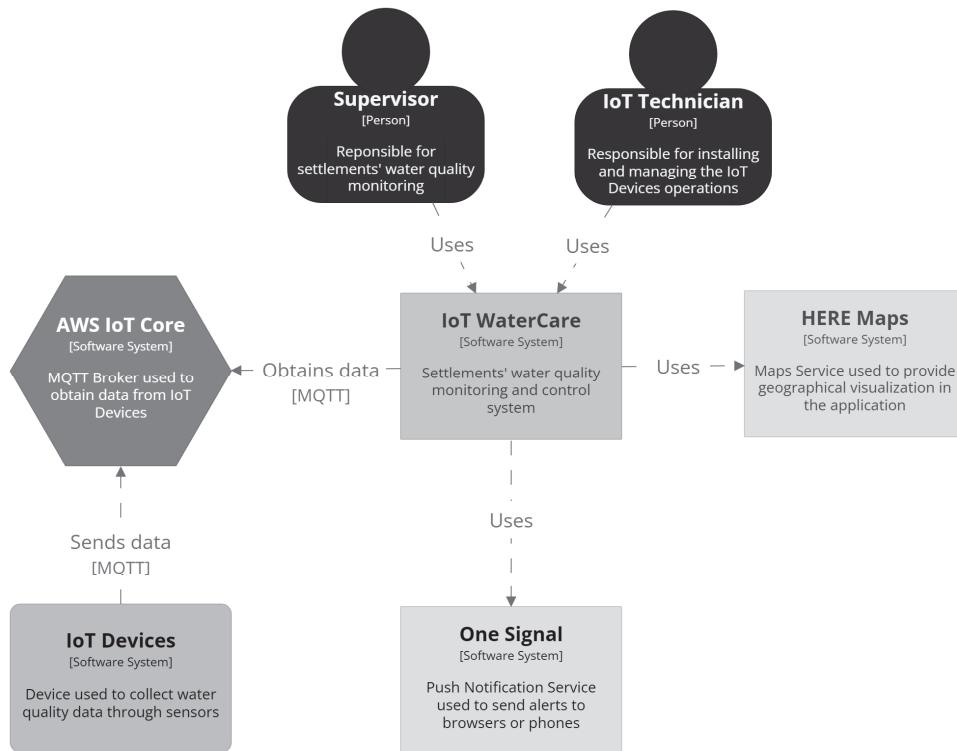 Supervisor
[Person]
Reponsible for
settlements' water quality
monitoring
IoT Technician
[Person]
Responsible for installing
and managing the IoT
Devices operations
Uses
Uses
AWS IoT Core
[Software System]
MQTT Broker used to
obtain data from IoT
Devices
Obtains data
[MQTT]
IoT WaterCare
[Software System]
Settlements' water quality
monitoring and control
system
Uses
HERE Maps
[Software System]
Maps Service used to provide
geographical visualization in
the application
Sends data
[MQTT]
Uses
IoT Devices
[Software System]
Device used to collect water
quality data through sensors
One Signal
[Software System]
Push Notification Service
used to send alerts to
browsers or phones